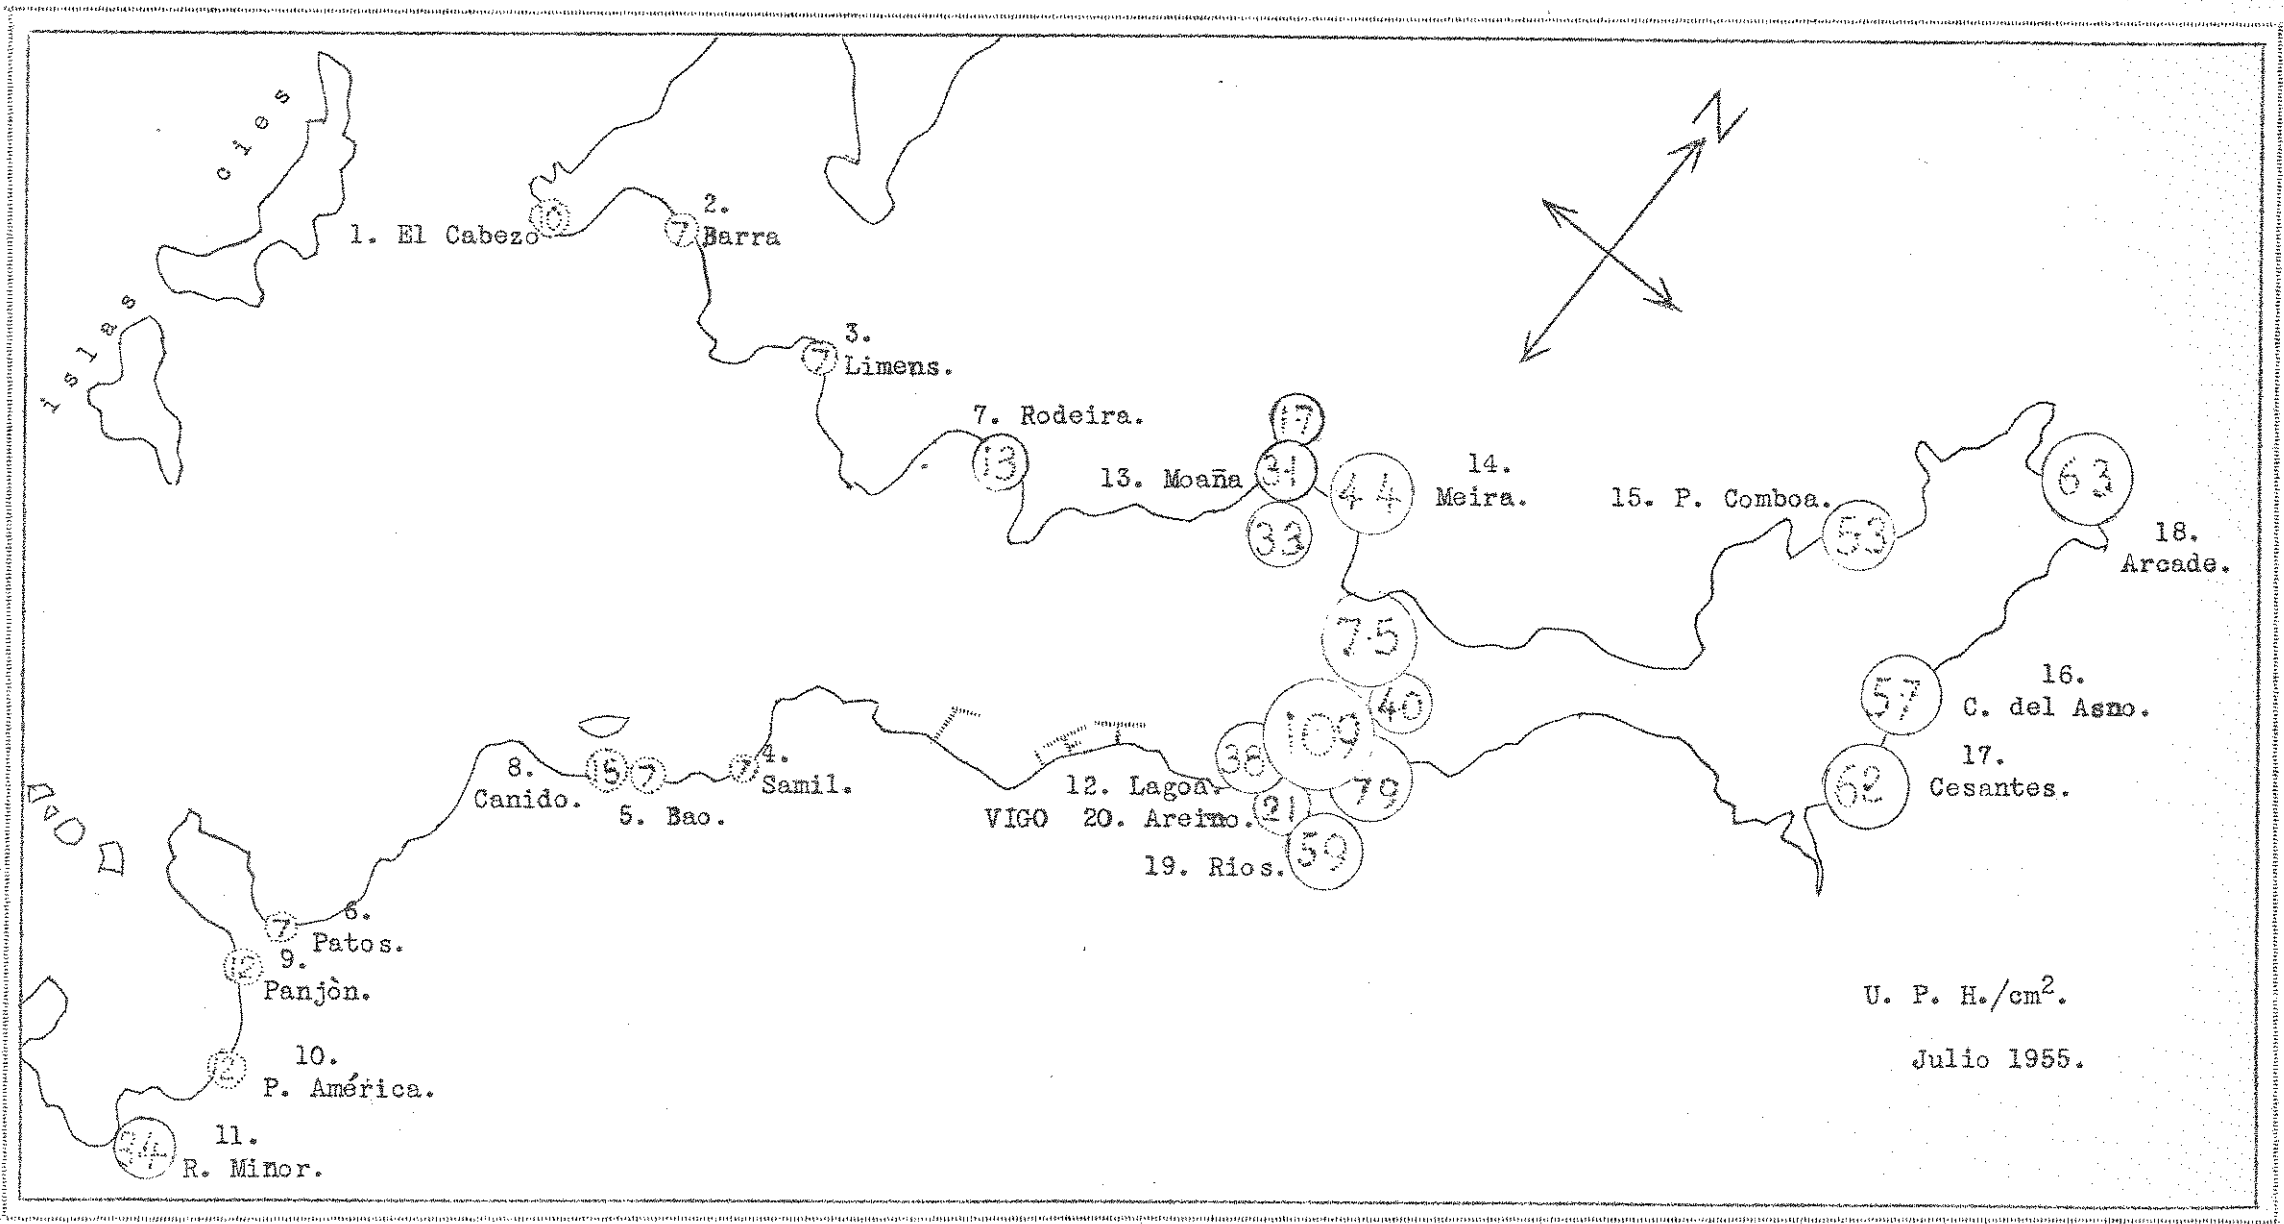 islas cies
N
1. El Cabezo
10
7
2.
Barra
3.
7
Limens.
7. Rodeira.
13
17
13. Moaña
31
44
14.
Meira.
33
15. P. Comboa.
53
63
18.
Arcade.
75
40
109
38
79
57
16.
C. del Asno.
62
17.
Cesantes.
8.
Canido.
15
7
5. Bao.
7
4.
Samil.
12. Lagoa.
VIGO 20. Areino.
21
19. Rios.
59
7
6.
Patos.
12
9.
Panjòn.
12
10.
P. América.
34
11.
R. Minor.
U. P. H./cm².
Julio 1955.